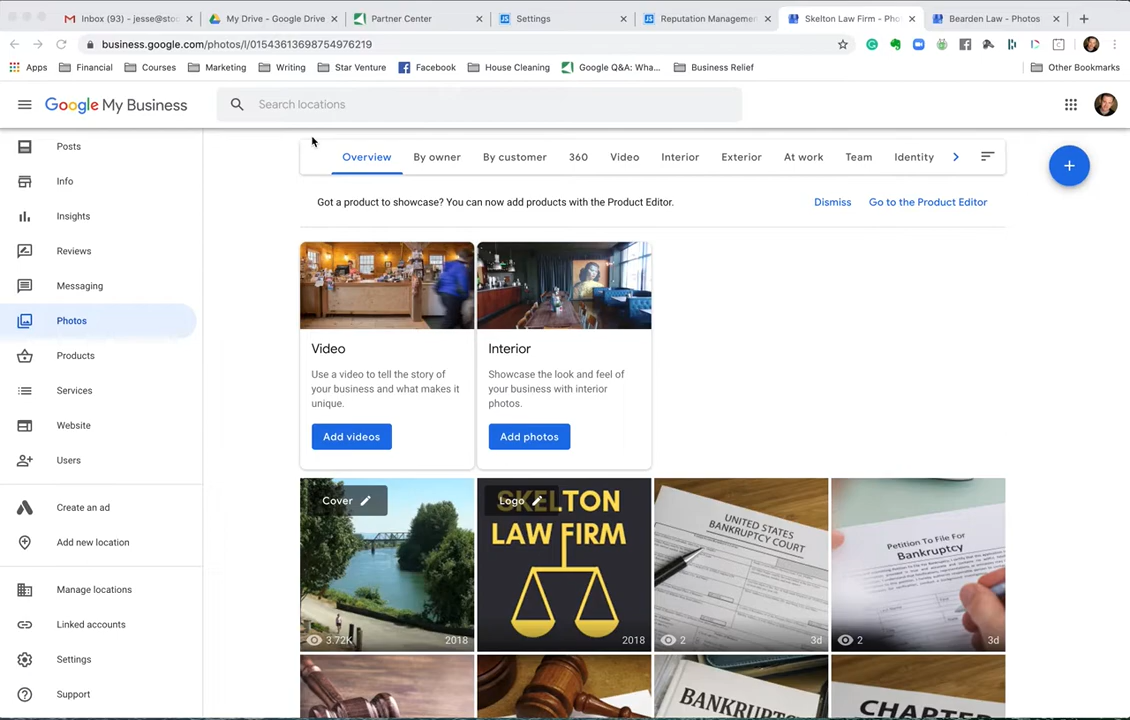 Inbox (93) - jesse@stoc
My Drive - Google Drive
Partner Center
Settings
Reputation Managemen
Skelton Law Firm - Pho
Bearden Law - Photos
business.google.com/photos/l/01543613698754976219
Apps
Financial
Courses
Marketing
Writing
Star Venture
Facebook
House Cleaning
Google Q&A: Wha...
Business Relief
Other Bookmarks
Google My Business
Search locations
Posts
Info
Insights
Reviews
Messaging
Photos
Products
Services
Website
Users
Create an ad
Add new location
Manage locations
Linked accounts
Settings
Support
Overview
By owner
By customer
360
Video
Interior
Exterior
At work
Team
Identity
Got a product to showcase? You can now add products with the Product Editor.
Dismiss
Go to the Product Editor
Video
Use a video to tell the story of
your business and what makes it
unique.
Add videos
Interior
Showcase the look and feel of
your business with interior
photos.
Add photos
Cover
3.72K
2018
Logo
SKELTON
LAW FIRM
2018
UNITED STATES
BANKRUPTCY COURT
2
3d
Petition To File For
Bankruptcy
2
3d
BANKRUPTCY
CHAPTER